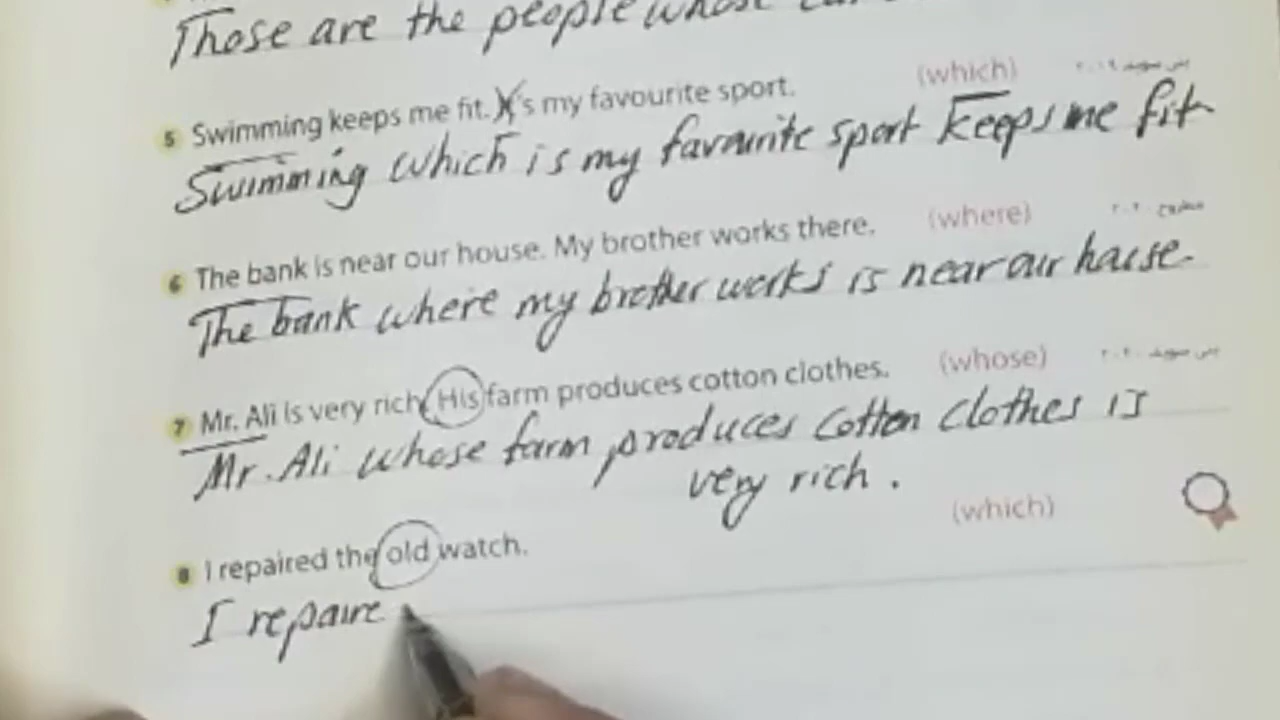 Those are the people whose
5 Swimming keeps me fit. It's my favourite sport. (which)
Swimming which is my favourite sport keeps me fit
6 The bank is near our house. My brother works there. (where)
The bank where my brother works is near our house.
7 Mr. Ali is very rich. His farm produces cotton clothes. (whose)
Mr. Ali whose farm produces cotton clothes is
very rich.
(which)
8 I repaired the old watch.
I repaire